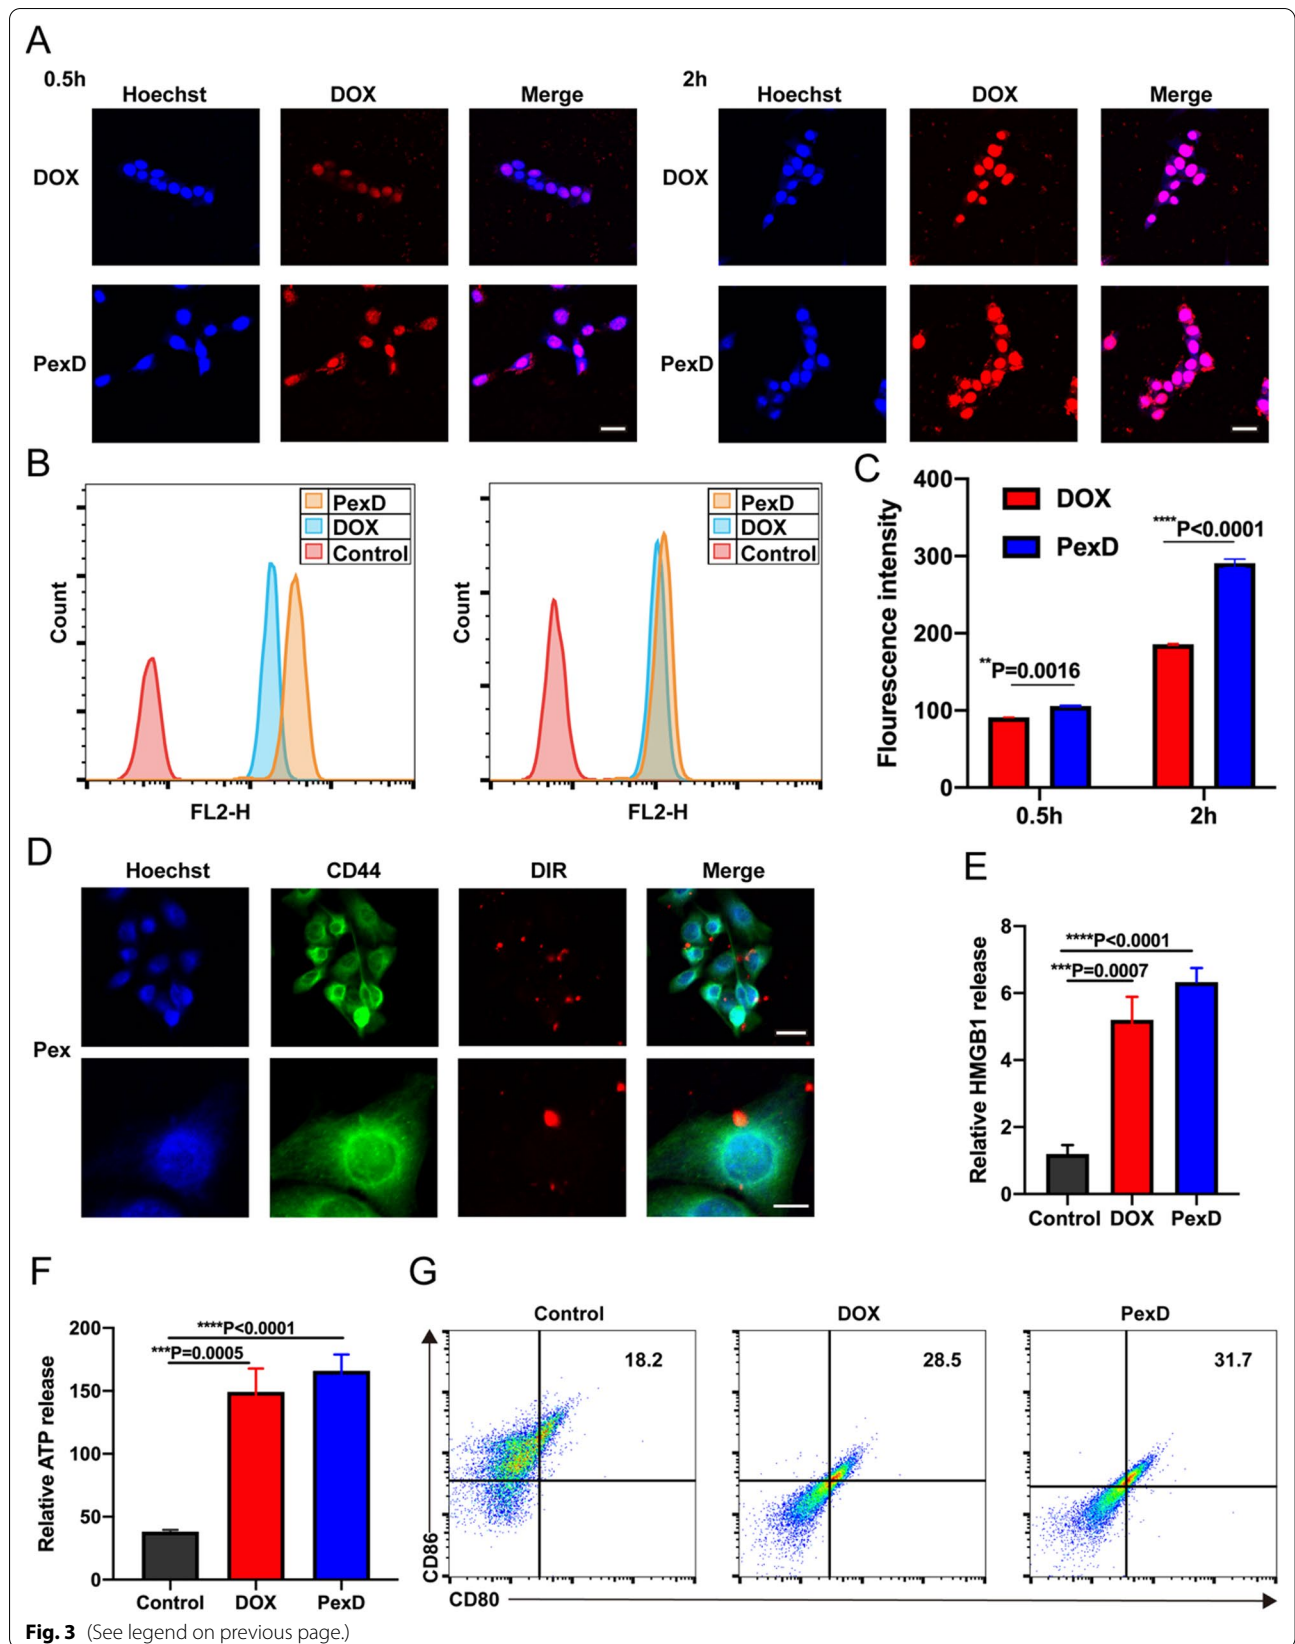 A
0.5h
Hoechst DOX Merge
2h
Hoechst DOX Merge
DOX
DOX
PexD
PexD
B
PexD
DOX
Control
Count
FL2-H
PexD
DOX
Control
Count
FL2-H
C
400
300
200
100
0
Flourescence intensity
DOX
PexD
****P<0.0001
**P=0.0016
0.5h 2h
D
Hoechst CD44 DIR Merge
Pex
E
8
6
4
2
0
Relative HMGB1 release
****P<0.0001
***P=0.0007
Control DOX PexD
F
200
150
100
50
0
Relative ATP release
****P<0.0001
***P=0.0005
Control DOX PexD
G
Control DOX PexD
18.2 28.5 31.7
CD86
CD80
Fig. 3 (See legend on previous page.)